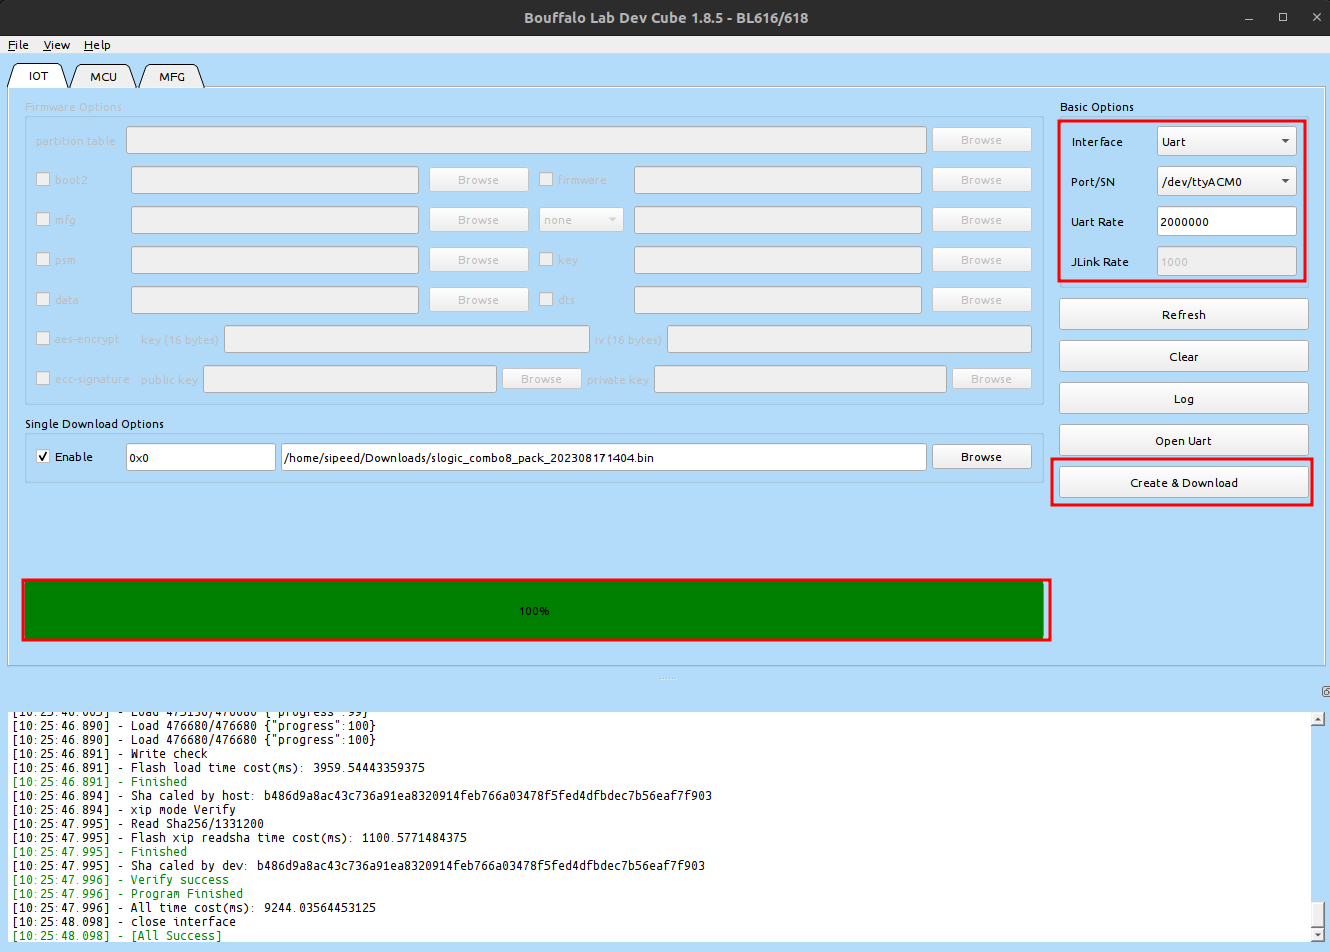 Bouffalo Lab Dev Cube 1.8.5 - BL616/618
File View Help
IOT MCU MFG
Firmware Options
partition table Browse
boot2 Browse firmware Browse
mfg Browse none Browse
psm Browse key Browse
data Browse dts Browse
aes-encrypt key (16 bytes) iv (16 bytes)
ecc-signature public key Browse private key Browse
Single Download Options
Enable 0x0 /home/sipeed/Downloads/slogic_combo8_pack_202308171404.bin Browse
Basic Options
Interface Uart
Port/SN /dev/ttyACM0
Uart Rate 2000000
JLink Rate 1000
Refresh
Clear
Log
Open Uart
Create & Download
100%
[10:25:46.890] - Load 476680/476680 {"progress":100}
[10:25:46.890] - Load 476680/476680 {"progress":100}
[10:25:46.891] - Write check
[10:25:46.891] - Flash load time cost(ms): 3959.54443359375
[10:25:46.891] - Finished
[10:25:46.894] - Sha caled by host: b486d9a8ac43c736a91ea8320914feb766a03478f5fed4dfbdec7b56eaf7f903
[10:25:46.894] - xip mode Verify
[10:25:47.995] - Read Sha256/1331200
[10:25:47.995] - Flash xip readsha time cost(ms): 1100.5771484375
[10:25:47.995] - Finished
[10:25:47.995] - Sha caled by dev: b486d9a8ac43c736a91ea8320914feb766a03478f5fed4dfbdec7b56eaf7f903
[10:25:47.996] - Verify success
[10:25:47.996] - Program Finished
[10:25:47.996] - All time cost(ms): 9244.03564453125
[10:25:48.098] - close interface
[10:25:48.098] - [All Success]